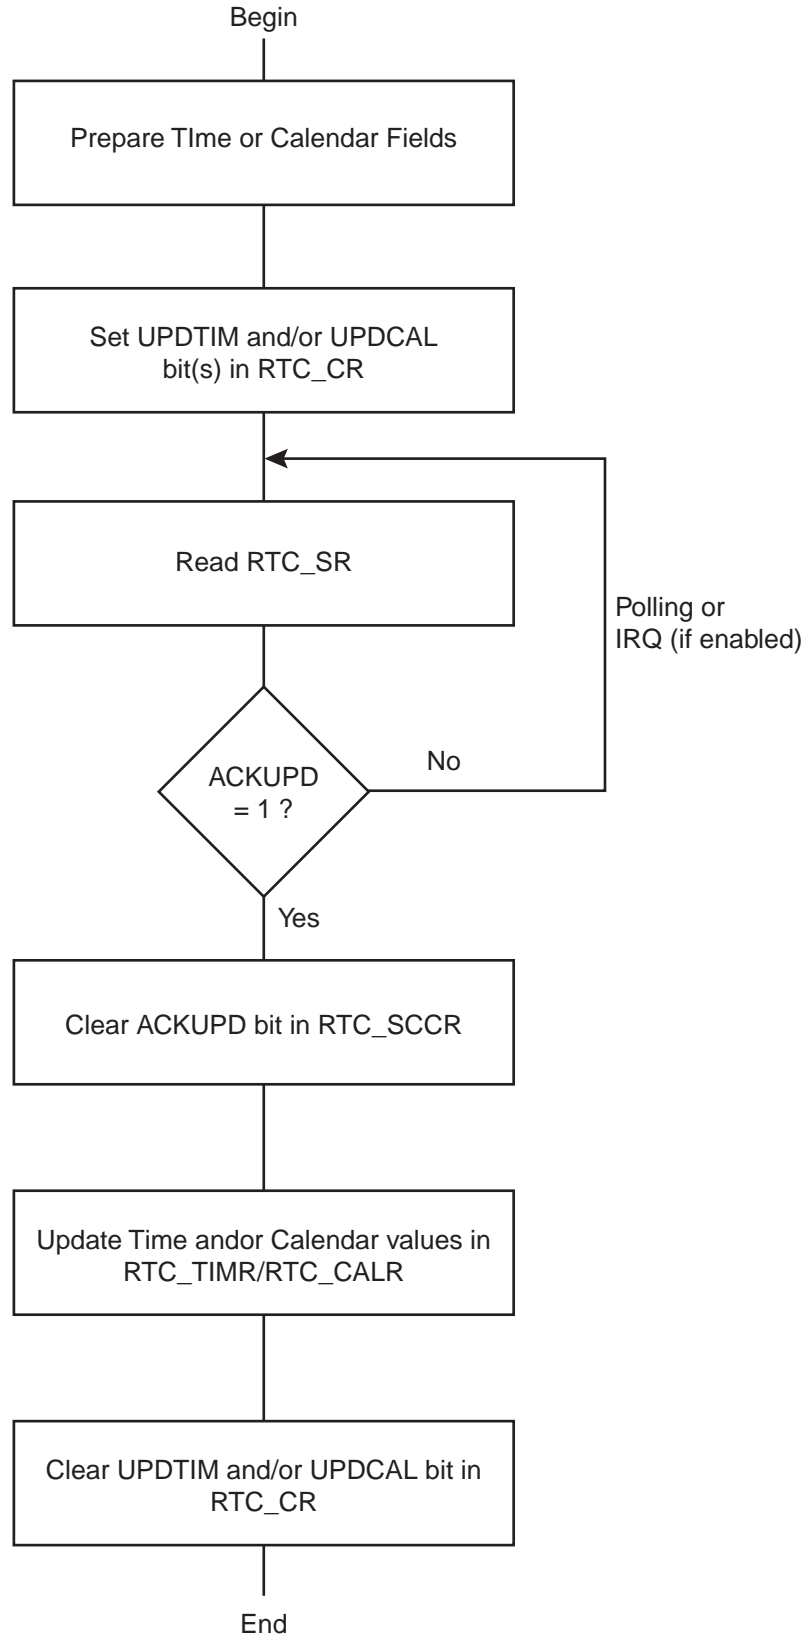 Begin
Prepare TIme or Calendar Fields
Set UPDTIM and/or UPDCAL
bit(s) in RTC_CR
Read RTC_SR
Polling or
IRQ (if enabled)
ACKUPD
= 1 ?
No
Yes
Clear ACKUPD bit in RTC_SCCR
Update Time andor Calendar values in
RTC_TIMR/RTC_CALR
Clear UPDTIM and/or UPDCAL bit in
RTC_CR
End